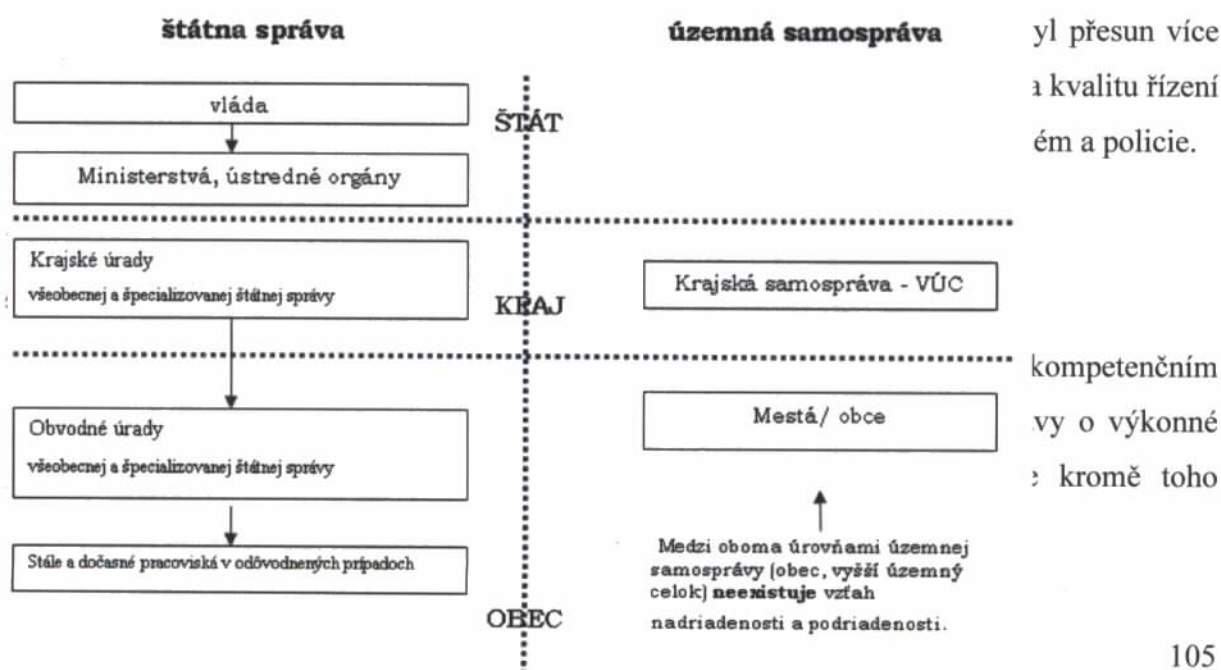 štátna správa
územná samospráva
vláda
ŠTÁT
Ministerstvá, ústredné orgány
Krajské úrady
všeobecnej a špecializovanej štátnej správy
KRAJ
Krajská samospráva - VÚC
Obvodné úrady
všeobecnej a špecializovanej štátnej správy
Mestá/ obce
Stále a dočasné pracoviská v odôvodnených prípadoch
Medzi oboma úrovňami územnej
samosprávy (obec, vyšší územný
celok) neexistuje vzťah
nadriadenosti a podriadenosti.
OBEC
yl přesun více
kvalitu řízení
ém a policie.
kompetenčním
vy o výkonné
kromě toho
105